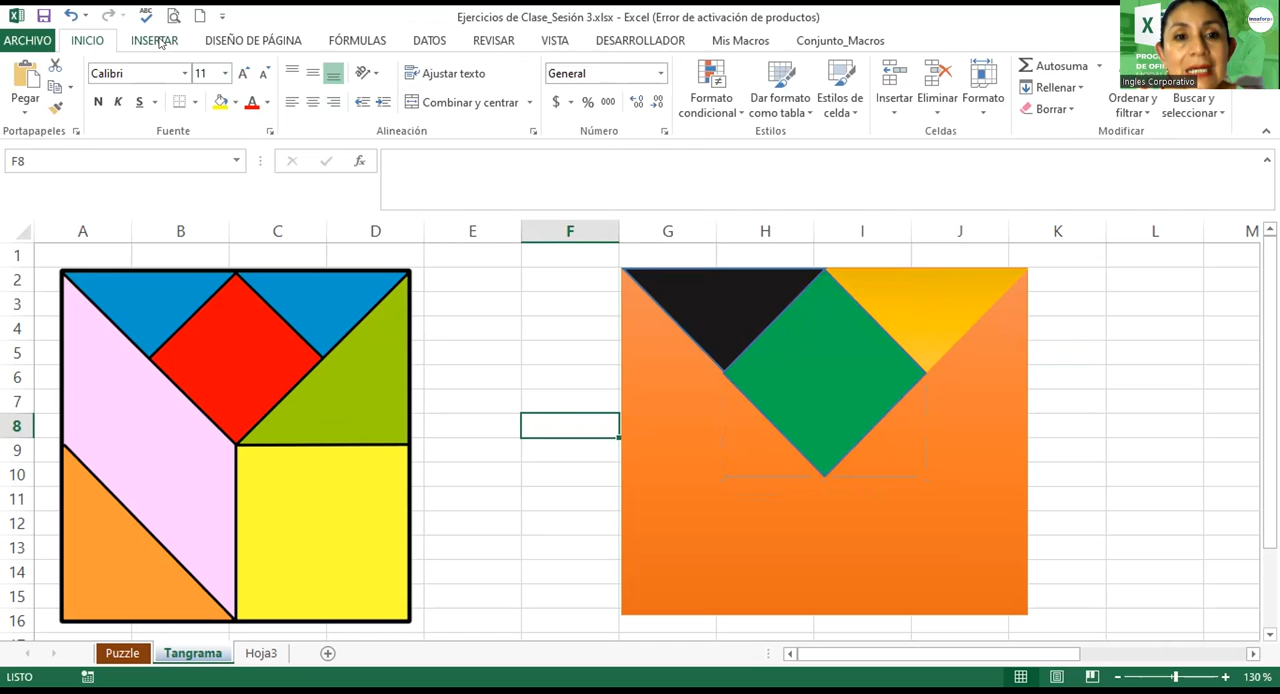 Ejercicios de Clase_Sesión 3.xlsx - Excel (Error de activación de productos)
ARCHIVO INICIO INSERTAR DISEÑO DE PÁGINA FÓRMULAS DATOS REVISAR VISTA DESARROLLADOR Mis Macros Conjunto_Macros
Ingles Corporativo
Pegar
Calibri 11
N K S
Ajustar texto
Combinar y centrar
General
$ % 000
Formato condicional
Dar formato como tabla
Estilos de celda
Insertar
Eliminar
Formato
Autosuma
Rellenar
Borrar
Ordenar y filtrar
Buscar y seleccionar
Portapapeles Fuente Alineación Número Estilos Celdas Modificar
F8
fx
A B C D E F G H I J K L M
1
2
3
4
5
6
7
8
9
10
11
12
13
14
15
16
Puzzle Tangrama Hoja3
LISTO
130 %